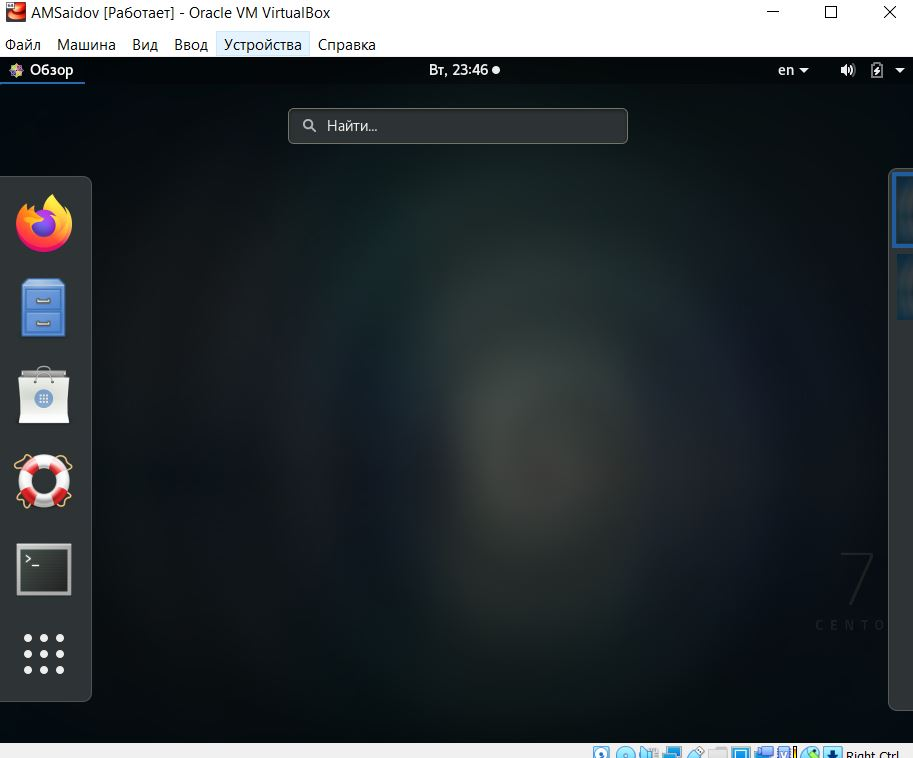 AMSaidov [Работает] - Oracle VM VirtualBox
Файл Машина Вид Ввод Устройства Справка
Обзор Вт, 23:46 en
Найти...
>_
7
CENTO
Right Ctrl